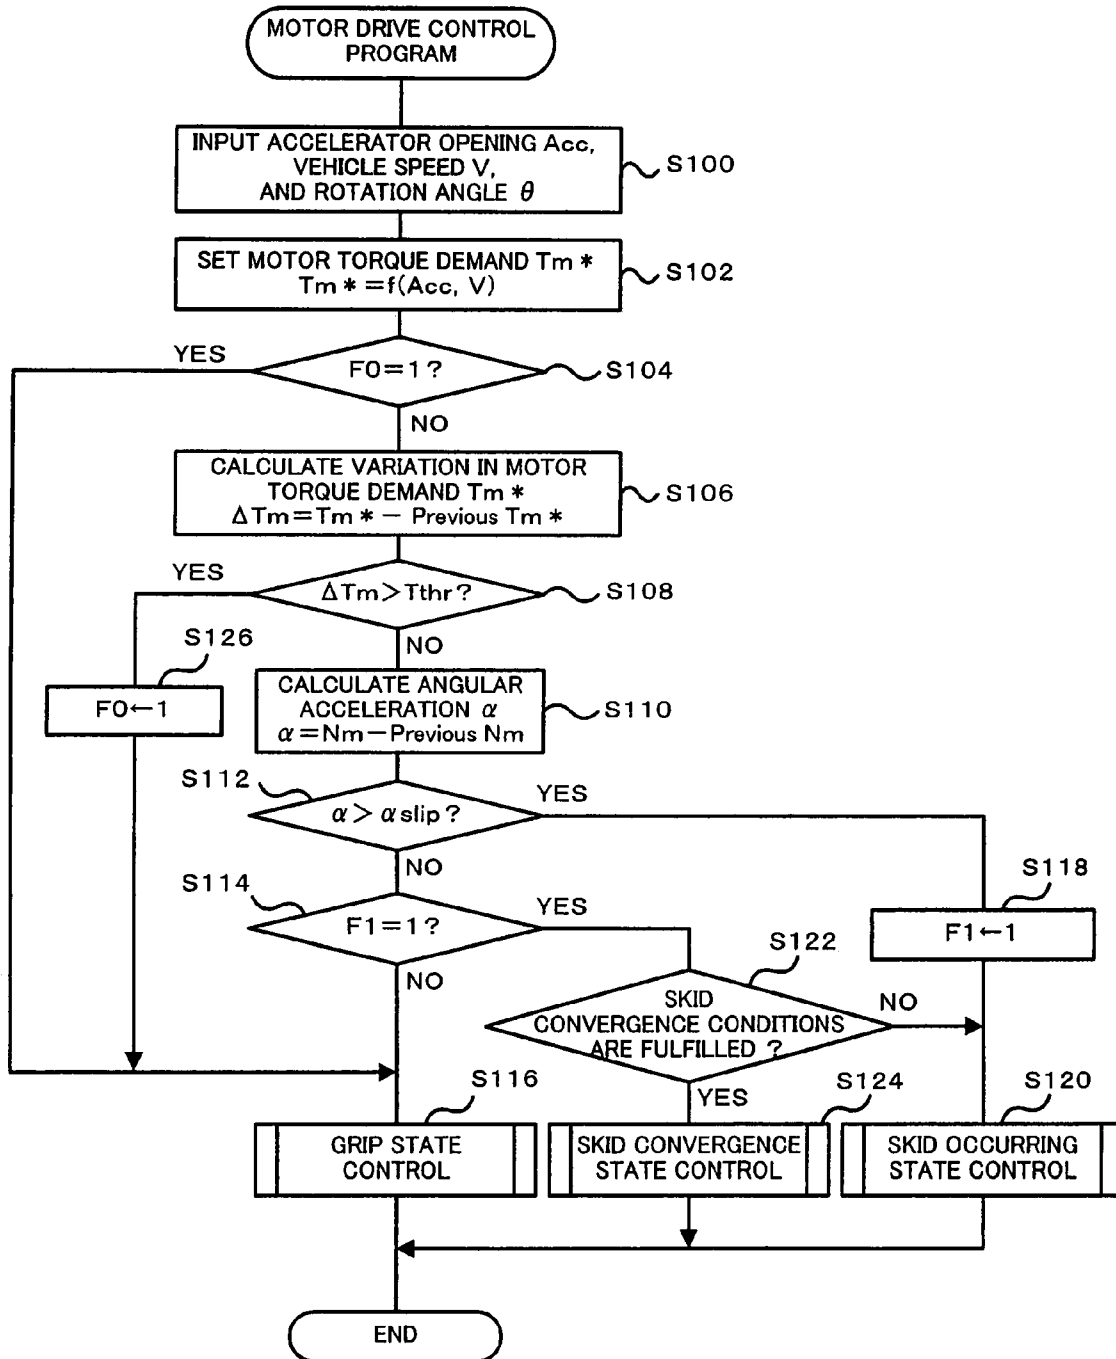 MOTOR DRIVE CONTROL
PROGRAM
INPUT ACCELERATOR OPENING Acc,
VEHICLE SPEED V,
AND ROTATION ANGLE θ
S100
SET MOTOR TORQUE DEMAND Tm*
Tm*=f(Acc, V)
S102
YES
F0=1?
S104
NO
CALCULATE VARIATION IN MOTOR
TORQUE DEMAND Tm*
ΔTm=Tm* − Previous Tm*
S106
YES
ΔTm>Tthr?
S108
NO
S126
F0←1
CALCULATE ANGULAR
ACCELERATION α
α=Nm−Previous Nm
S110
S112
α>αslip?
YES
NO
S114
F1=1?
YES
NO
S118
F1←1
S122
SKID
CONVERGENCE CONDITIONS
ARE FULFILLED ?
NO
YES
S116
GRIP STATE
CONTROL
S124
SKID CONVERGENCE
STATE CONTROL
S120
SKID OCCURRING
STATE CONTROL
END